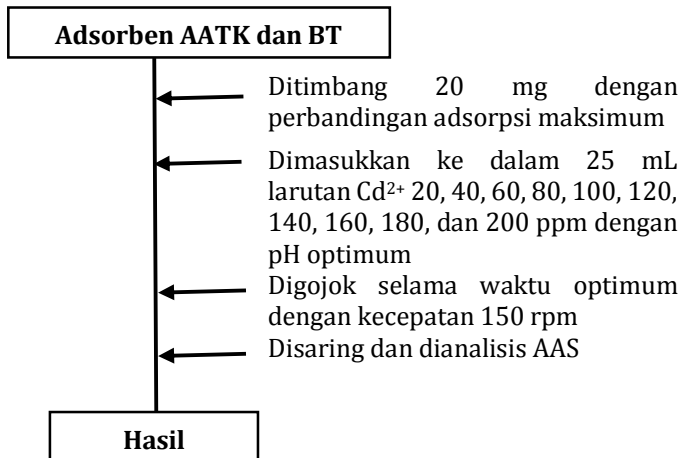 Adsorben AATK dan BT
Ditimbang 20 mg dengan
perbandingan adsorpsi maksimum
Dimasukkan ke dalam 25 mL
larutan Cd²⁺ 20, 40, 60, 80, 100, 120,
140, 160, 180, dan 200 ppm dengan
pH optimum
Digojok selama waktu optimum
dengan kecepatan 150 rpm
Disaring dan dianalisis AAS
Hasil